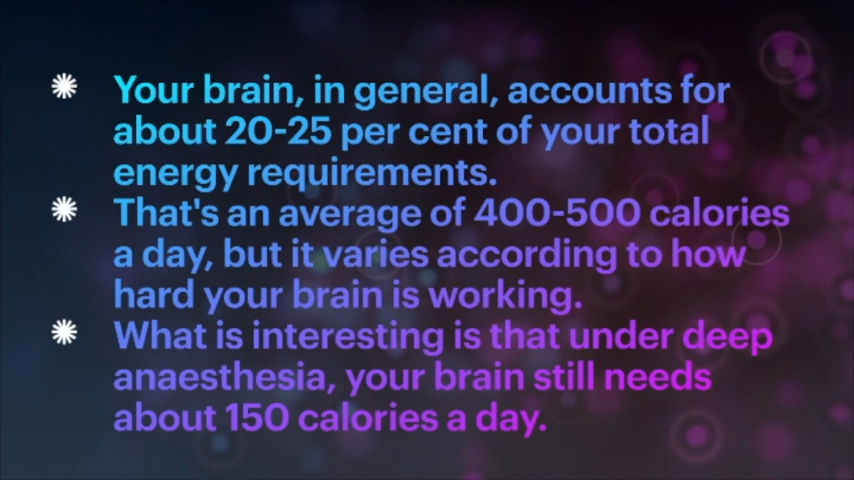 Your brain, in general, accounts for
about 20-25 per cent of your total
energy requirements.
That's an average of 400-500 calories
a day, but it varies according to how
hard your brain is working.
What is interesting is that under deep
anaesthesia, your brain still needs
about 150 calories a day.